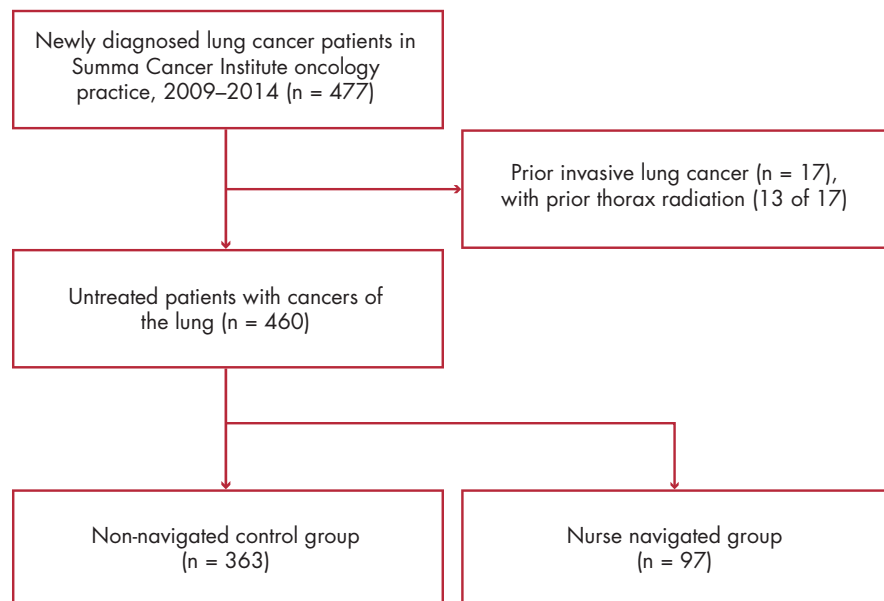 Newly diagnosed lung cancer patients in
Summa Cancer Institute oncology
practice, 2009–2014 (n = 477)
Prior invasive lung cancer (n = 17),
with prior thorax radiation (13 of 17)
Untreated patients with cancers of
the lung (n = 460)
Non-navigated control group
(n = 363)
Nurse navigated group
(n = 97)